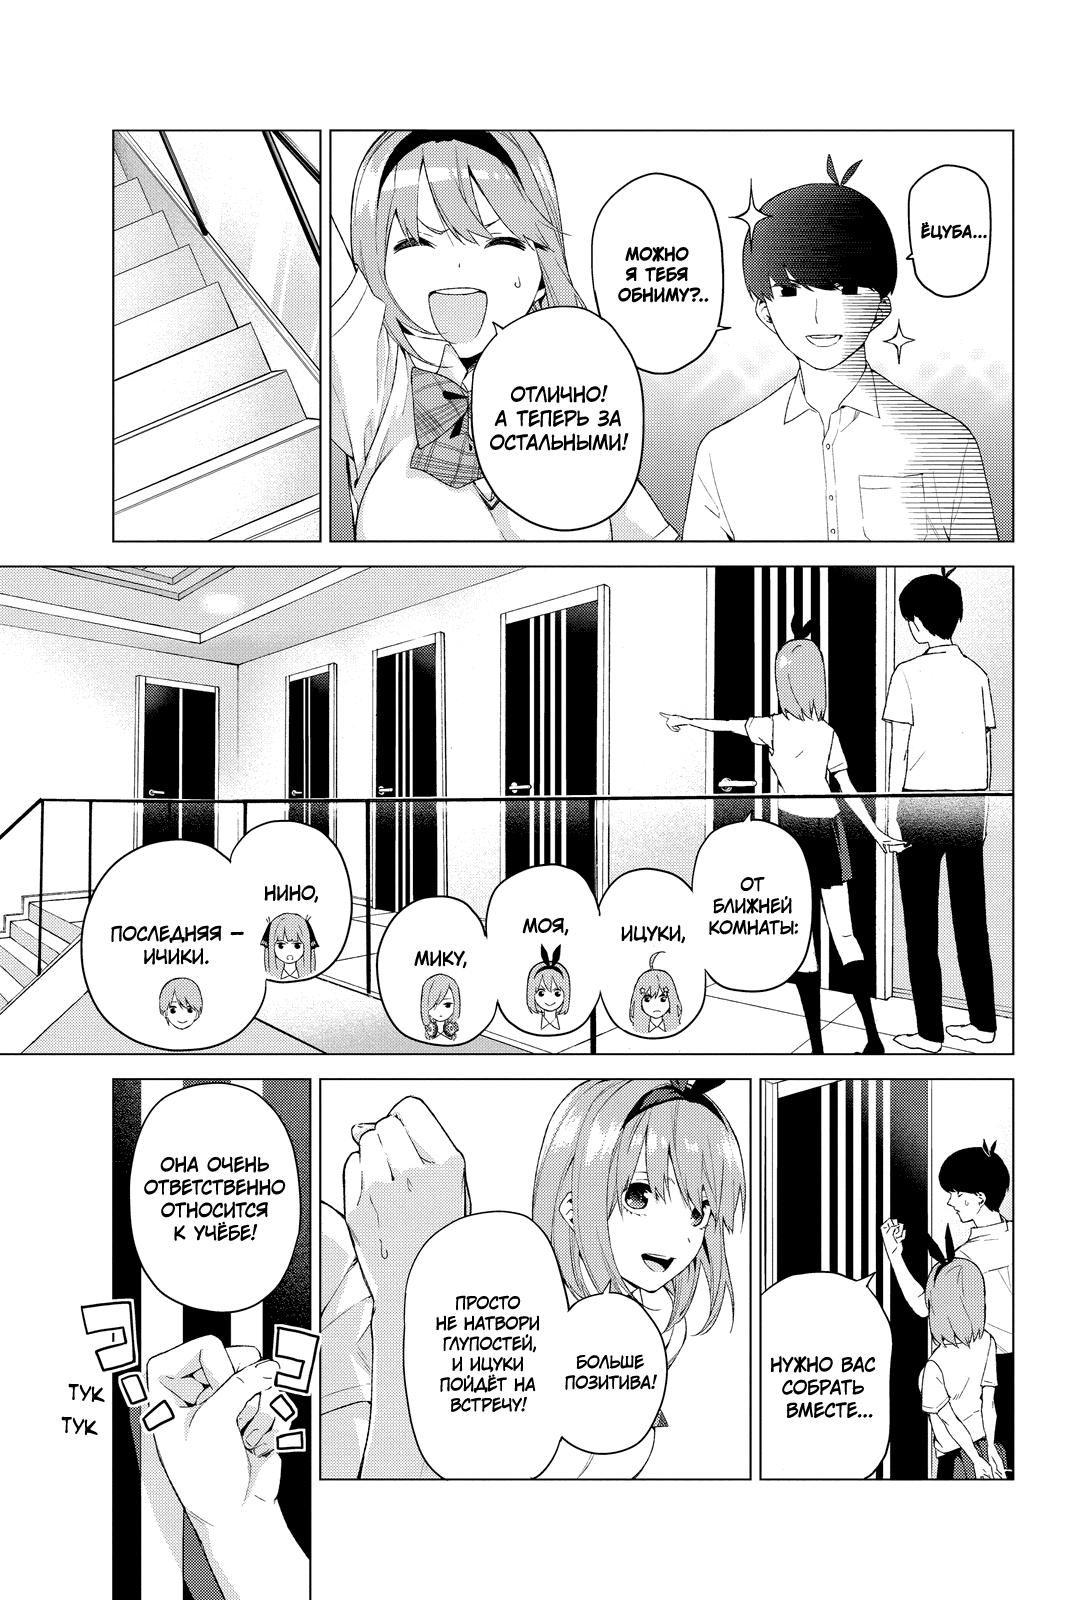 ЁЦУБА...
МОЖНО
Я ТЕБЯ
ОБНИМУ?..
ОТЛИЧНО!
А ТЕПЕРЬ ЗА
ОСТАЛЬНЫМИ!
ОТ
БЛИЖНЕЙ
КОМНАТЫ:
ИЦУКИ,
МОЯ,
МИКУ,
НИНО,
ПОСЛЕДНЯЯ –
ИЧИКИ.
НУЖНО ВАС
СОБРАТЬ
ВМЕСТЕ...
БОЛЬШЕ
ПОЗИТИВА!
ПРОСТО
НЕ НАТВОРИ
ГЛУПОСТЕЙ,
И ИЦУКИ
ПОЙДЁТ НА
ВСТРЕЧУ!
ОНА ОЧЕНЬ
ОТВЕТСТВЕННО
ОТНОСИТСЯ
К УЧЁБЕ!
ココ
ТУК
ТУК